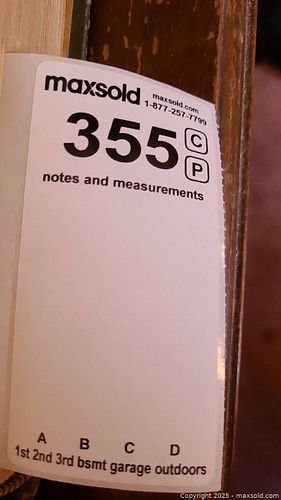 maxsold maxsold.com
1-877-257-7799
355 C
P
notes and measurements
A B C D
1st 2nd 3rd bsmt garage outdoors
Copyright 2025 - maxsold.com